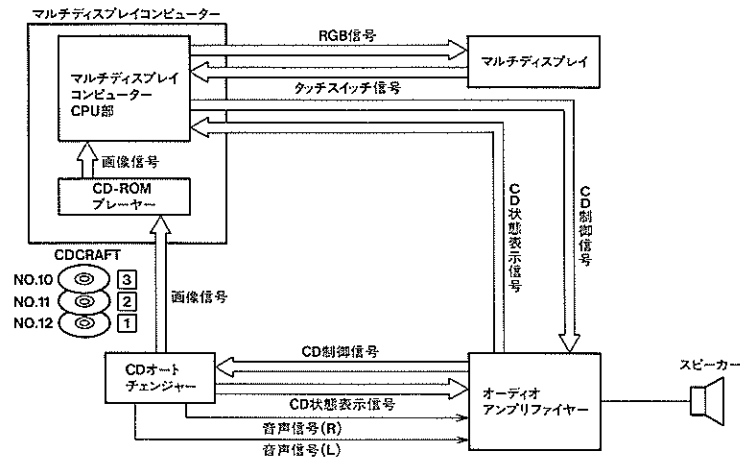 マルチディスプレイコンピューター
RGB信号
マルチディスプレイ
コンピューター
CPU部
マルチディスプレイ
タッチスイッチ信号
画像信号
CD-ROM
プレーヤー
CD状態表示信号
CD制御信号
CDCRAFT
NO.10 3
NO.11 2
NO.12 1
画像信号
CD制御信号
CDオート
チェンジャー
オーディオ
アンプリファイヤー
スピーカー
CD状態表示信号
音声信号(R)
音声信号(L)